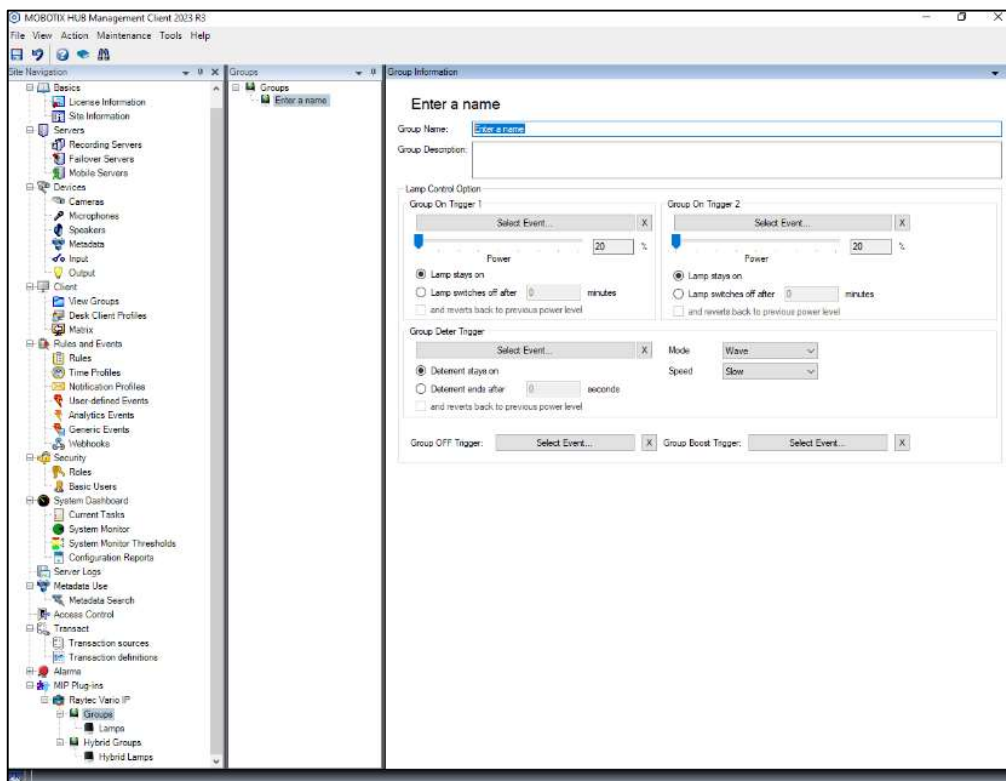 MOBOTIX HUB Management Client 2023 R3
File View Action Maintenance Tools Help
Site Navigation
Basics
License Information
Site Information
Servers
Recording Servers
Failover Servers
Mobile Servers
Devices
Cameras
Microphones
Speakers
Metadata
Input
Output
Client
View Groups
Desk Client Profiles
Matrix
Rules and Events
Rules
Time Profiles
Notification Profiles
User-defined Events
Analytics Events
Generic Events
Webhooks
Security
Roles
Basic Users
System Dashboard
Current Tasks
System Monitor
System Monitor Thresholds
Configuration Reports
Server Logs
Metadata Use
Metadata Search
Access Control
Transact
Transaction sources
Transaction definitions
Alarms
MIP Plug-ins
Raytec Vario IP
Groups
Lamps
Hybrid Groups
Hybrid Lamps
Groups
Groups
Enter a name
Group Information
Enter a name
Group Name: Enter a name
Group Description:
Lamp Control Option
Group On Trigger 1
Select Event... X
20 %
Power
Lamp stays on
Lamp switches off after 0 minutes
and reverts back to previous power level
Group On Trigger 2
Select Event... X
20 %
Power
Lamp stays on
Lamp switches off after 0 minutes
and reverts back to previous power level
Group Deter Trigger
Select Event... X Mode Wave
Deterrent stays on Speed Slow
Deterrent ends after 0 seconds
and reverts back to previous power level
Group OFF Trigger: Select Event... X Group Boost Trigger: Select Event... X